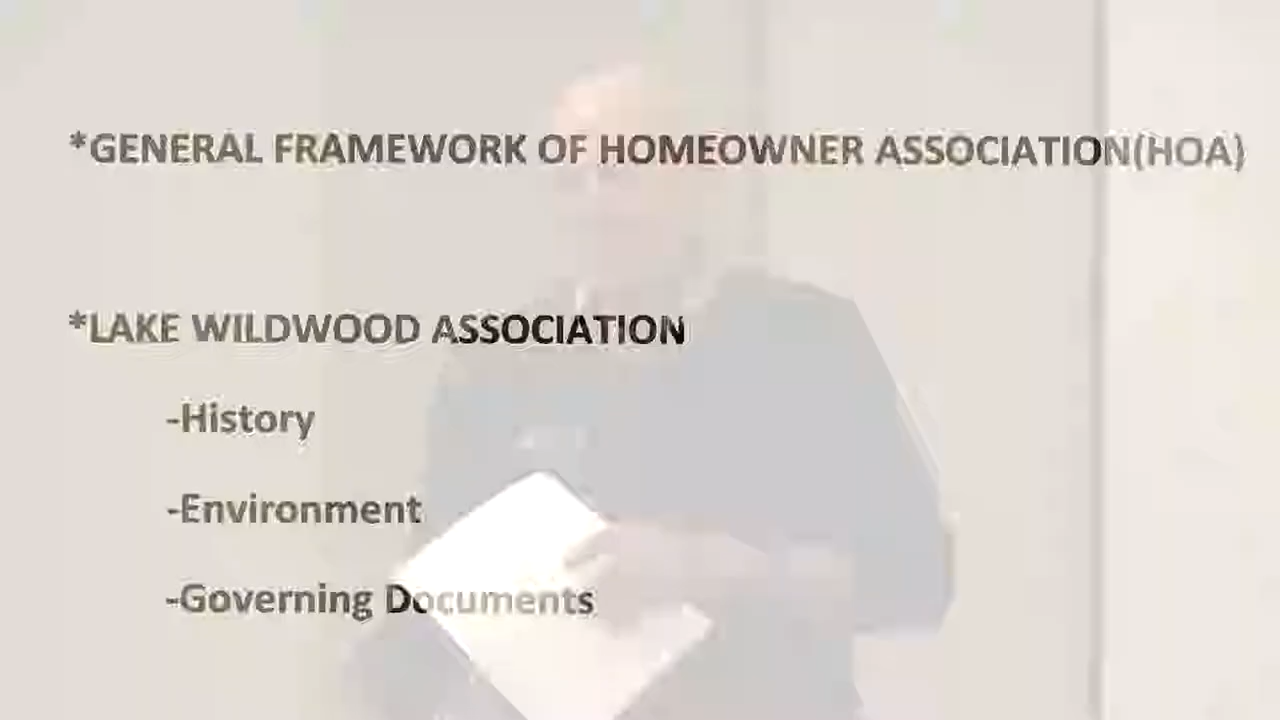 *GENERAL FRAMEWORK OF HOMEOWNER ASSOCIATION(HOA)
*LAKE WILDWOOD ASSOCIATION
-History
-Environment
-Governing Documents